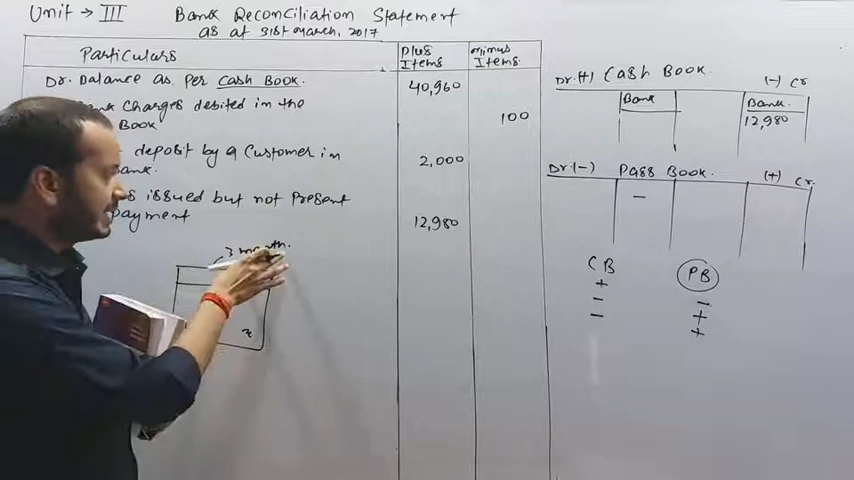 Unit → III Bank Reconciliation Statement
as at 31st march, 2017
Particulars
Plus Items
minus Items.
Dr. Balance as per Cash Book.
40,960
Bank Charges debited in the
Book
100
deposit by a Customer in
Bank.
2,000
issued but not Present
payment
12,980
3 month.
Dr. (+) Cash Book. (-) Cr
Bank
Bank.
12,980
Dr. (-) Pass Book. (+) Cr.
-
CB PB
+ -
- +
- +